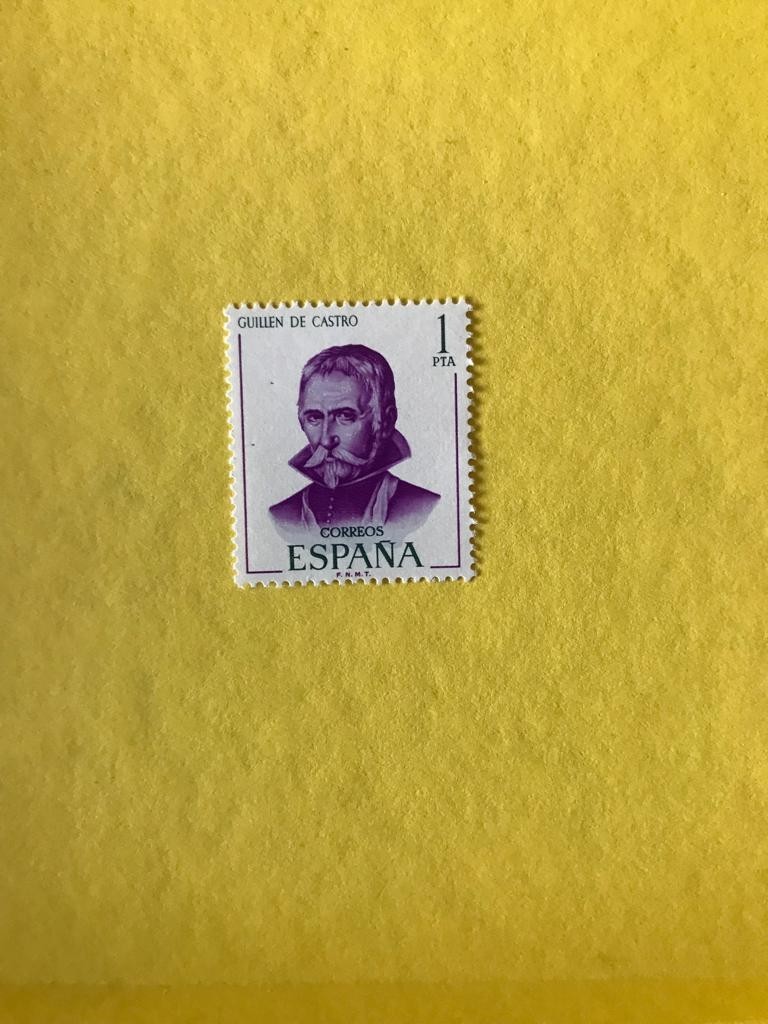 GUILLEN DE CASTRO
1
PTA
CORREOS
ESPAÑA
F. N. M. T.